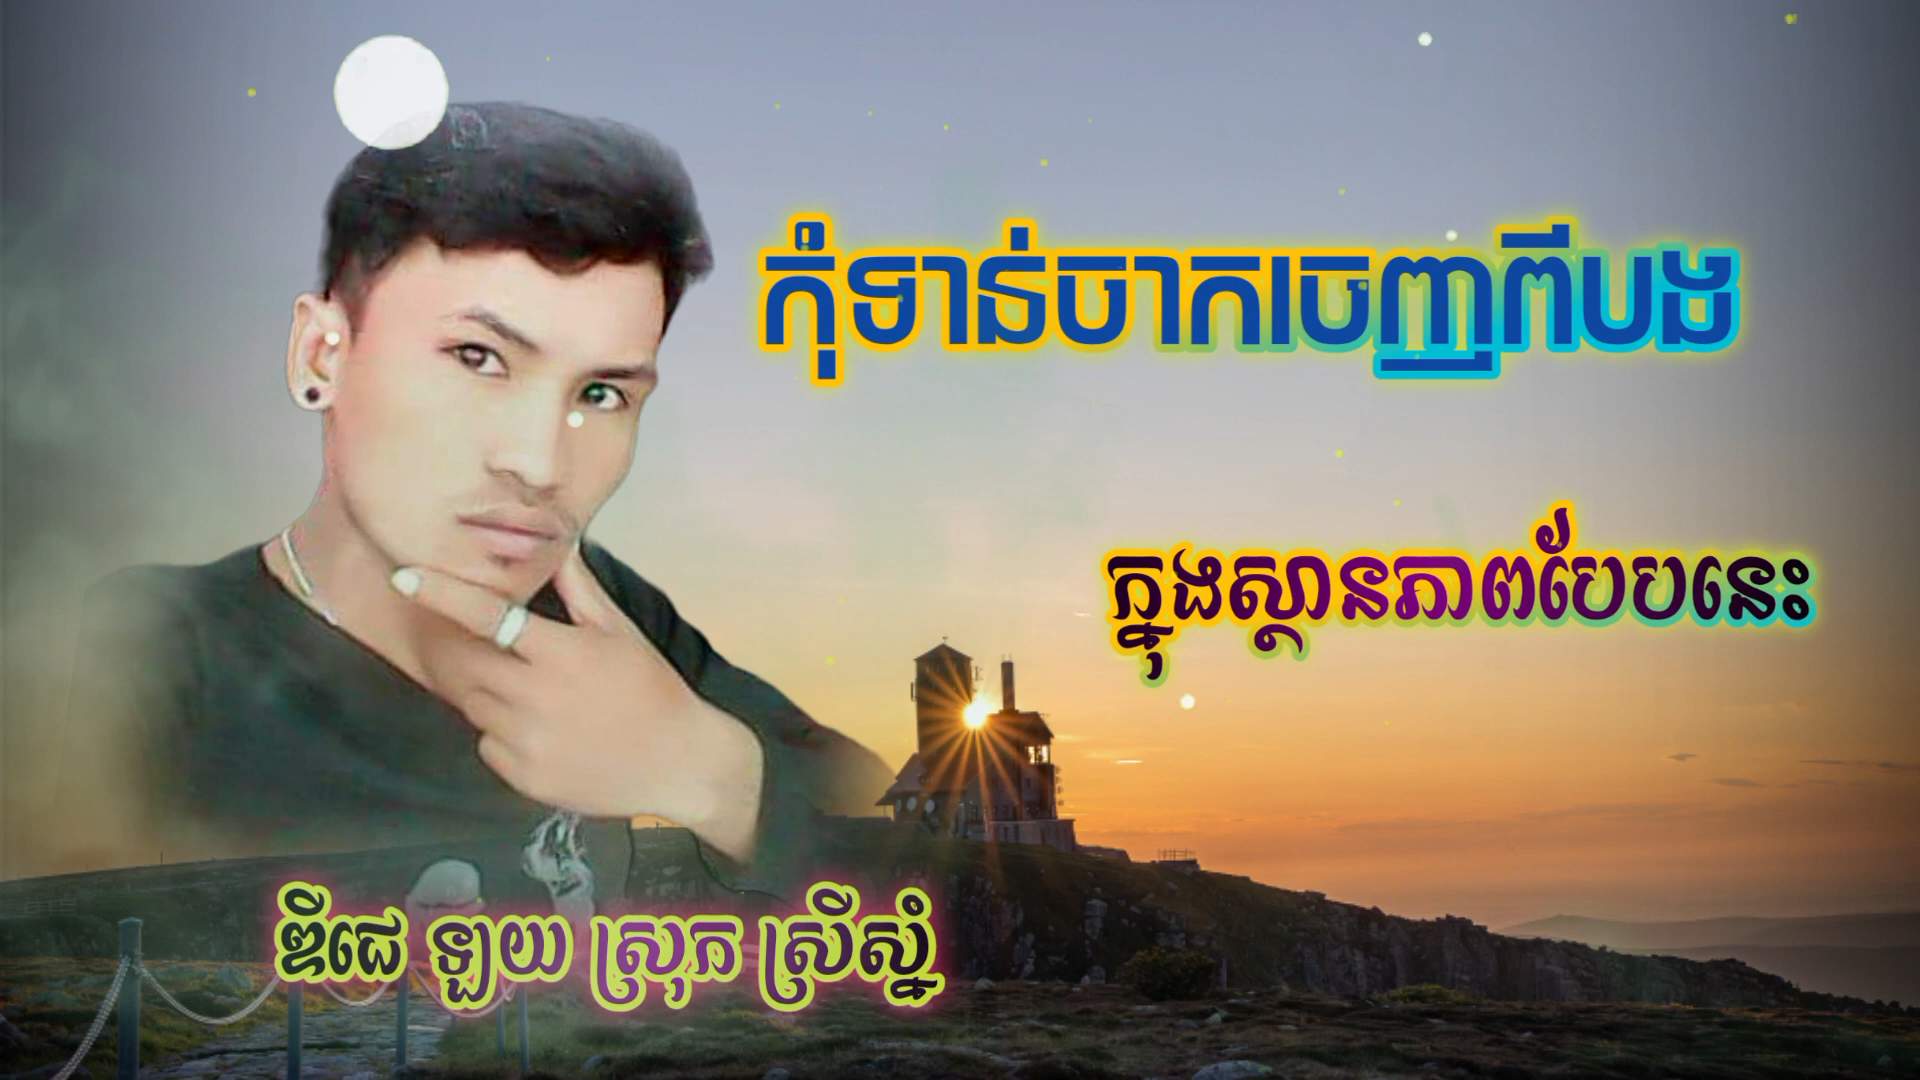 កុំទាន់ចាកចេញពីបង
ក្នុងស្ថានភាពបែបនេះ
ឌីជេ ឡូយ ស្រុក ស្រីស្នំ